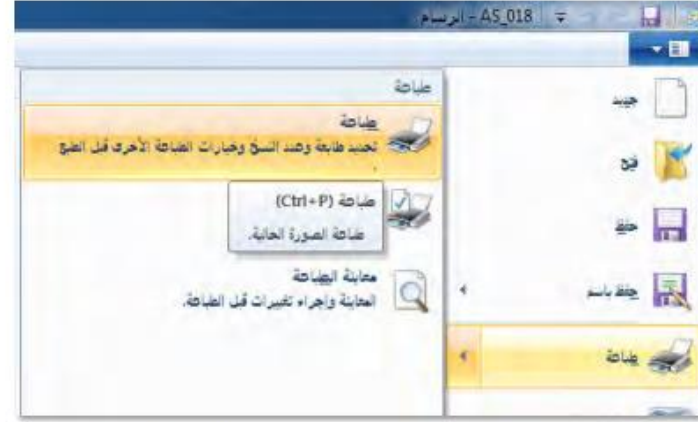 AS_018 - الرسام
جديد
فتح
حفظ
حفظ باسم
طباعة
طباعة
طباعة
تحديد طابعة وعدد النسخ وخيارات الطباعة الأخرى قبل الطبع
.
طباعة (Ctrl+P)
طباعة الصورة الحالية.
معاينة الطباعة
المعاينة وإجراء تغييرات قبل الطباعة.